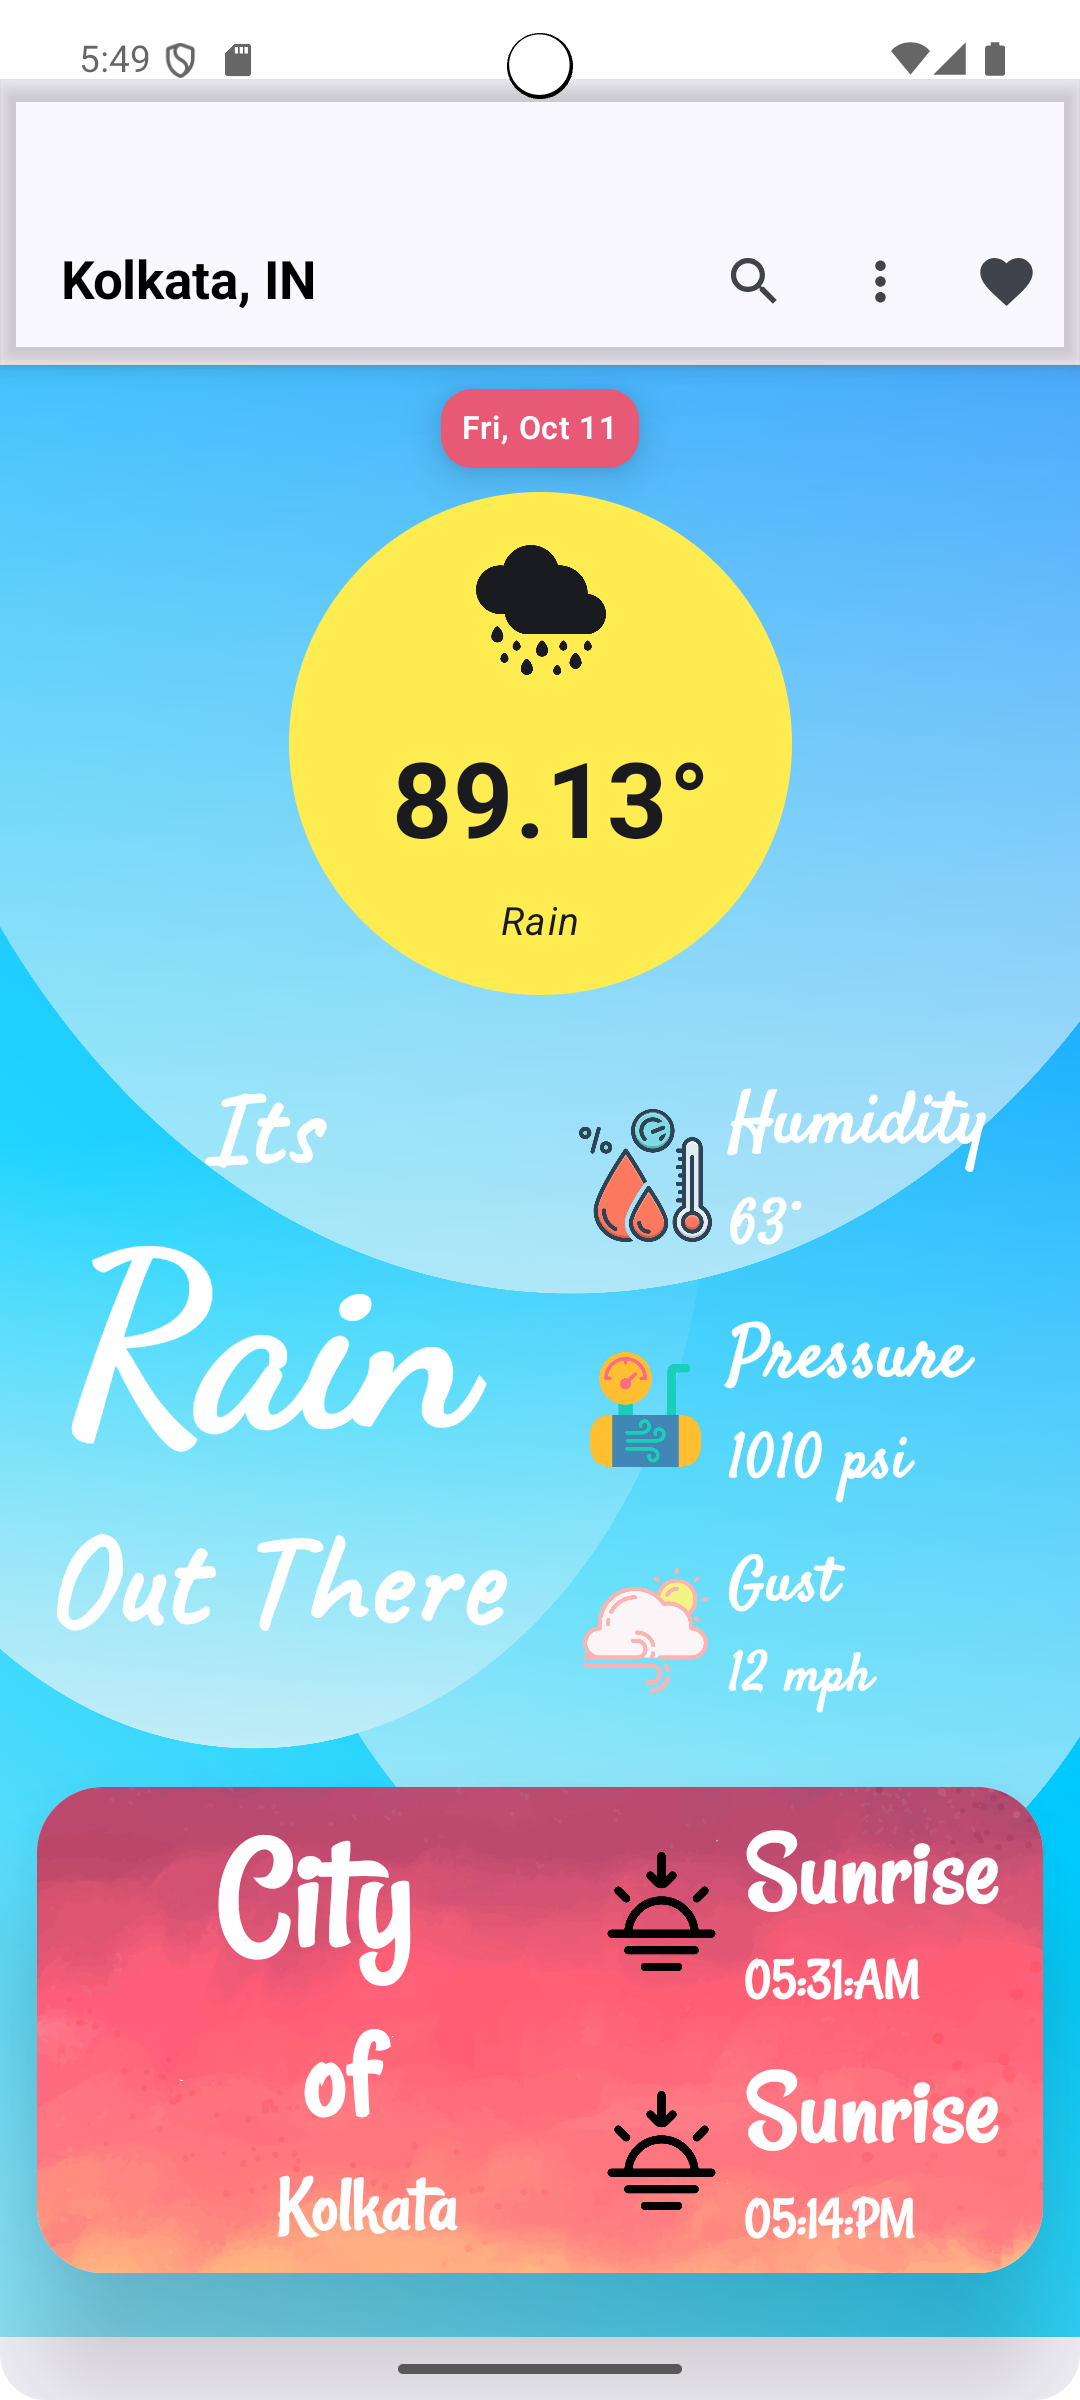 5:49
Kolkata, IN
Fri, Oct 11
89.13°
Rain
Its
Rain
Out There
%
Humidity
63°
Pressure
1010 psi
Gust
12 mph
City
of
Kolkata
Sunrise
05:31:AM
Sunrise
05:14:PM